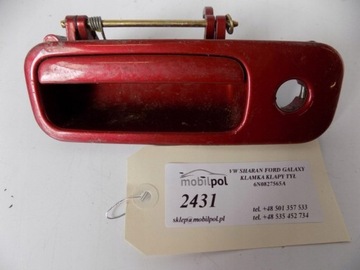 VW SHARAN FORD GALAXY
KLAMKA KLAPY TYŁ
6N0827565A
mobilpol
2431
tel. +48 501 357 533
sklep@mobilpol.pl
tel. +48 535 452 734